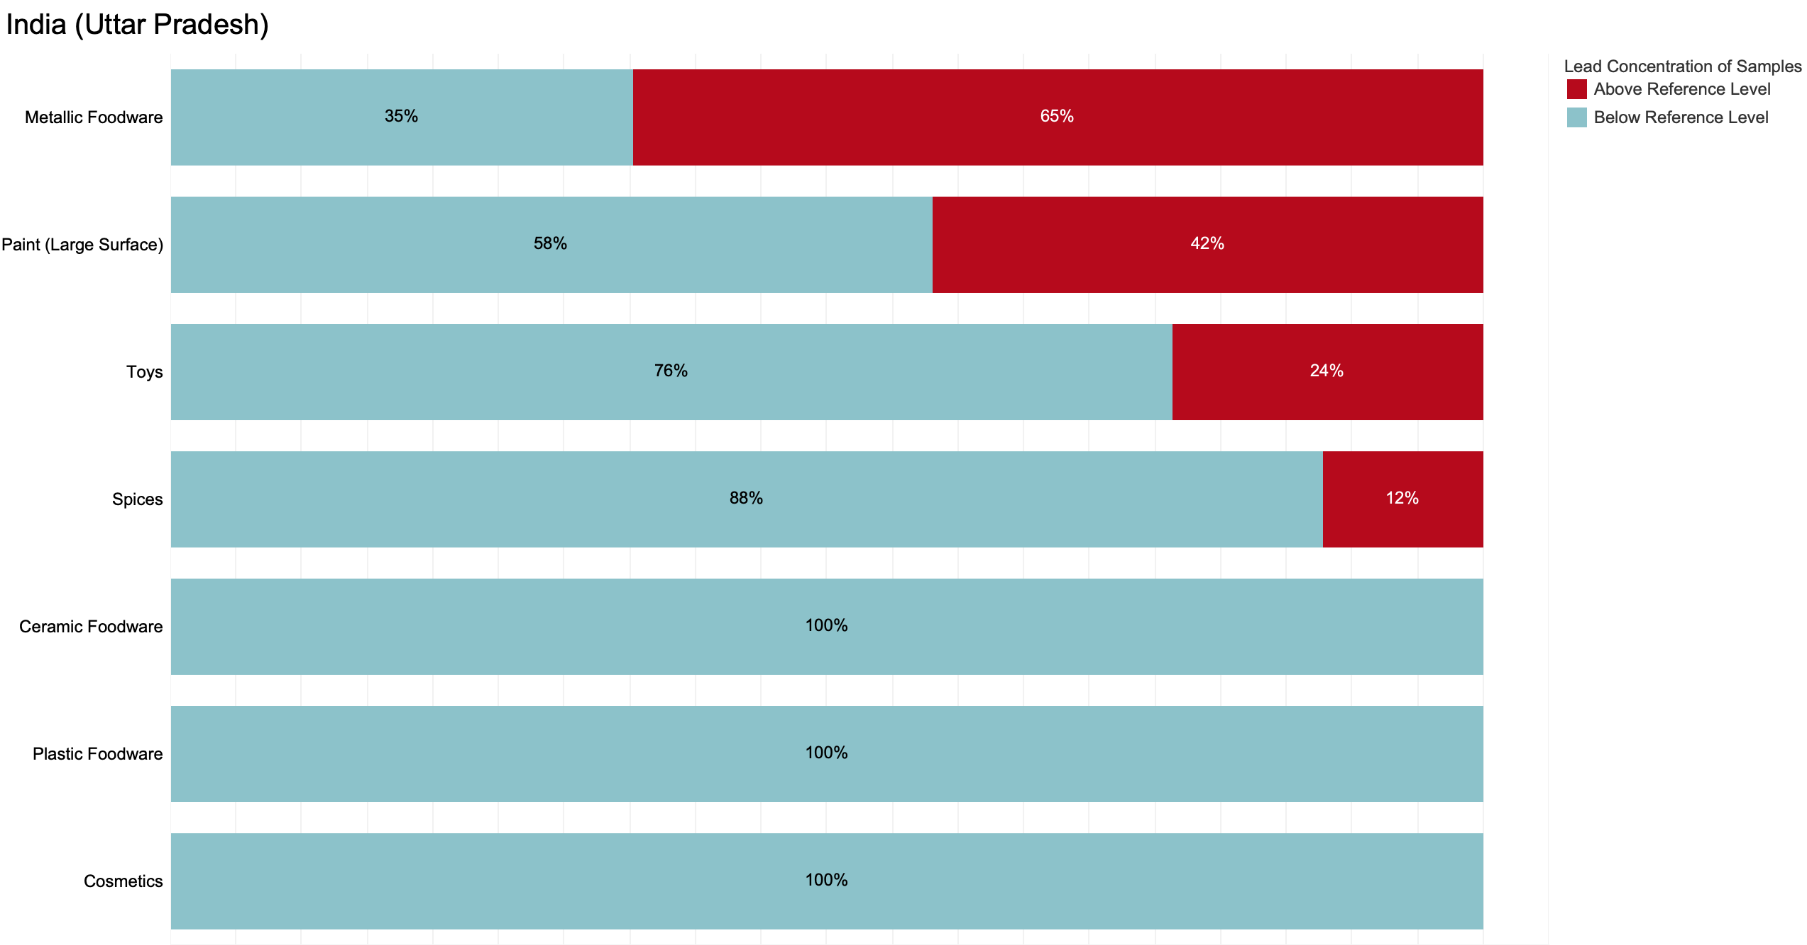 India (Uttar Pradesh)
Lead Concentration of Samples
Above Reference Level
Below Reference Level
Metallic Foodware
35%
65%
Paint (Large Surface)
58%
42%
Toys
76%
24%
Spices
88%
12%
Ceramic Foodware
100%
Plastic Foodware
100%
Cosmetics
100%